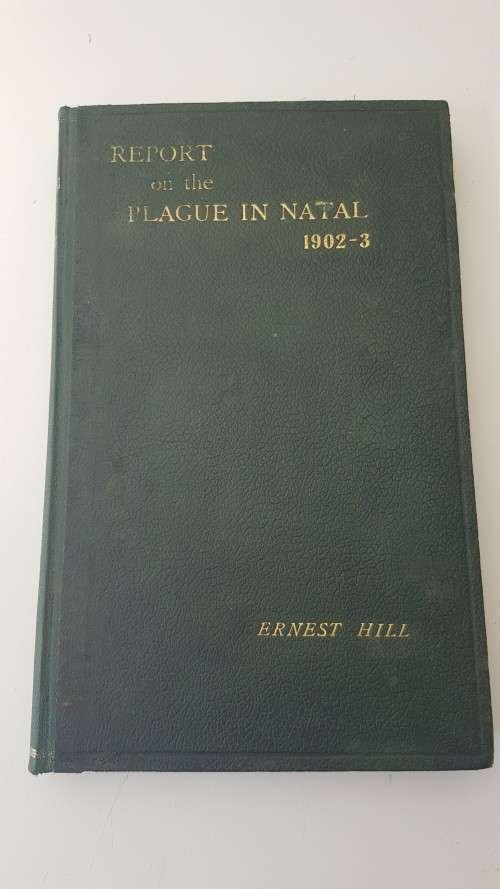 REPORT
on the
PLAGUE IN NATAL
1902-3
ERNEST HILL